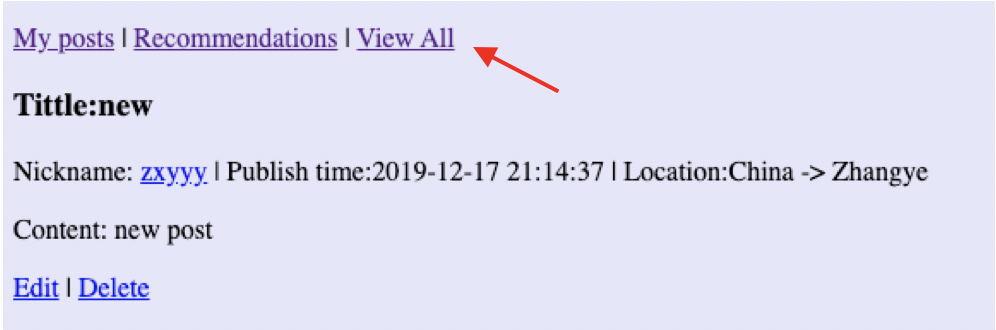 My posts | Recommendations | View All
Tittle:new
Nickname: zxyyy | Publish time:2019-12-17 21:14:37 | Location:China -> Zhangye
Content: new post
Edit | Delete